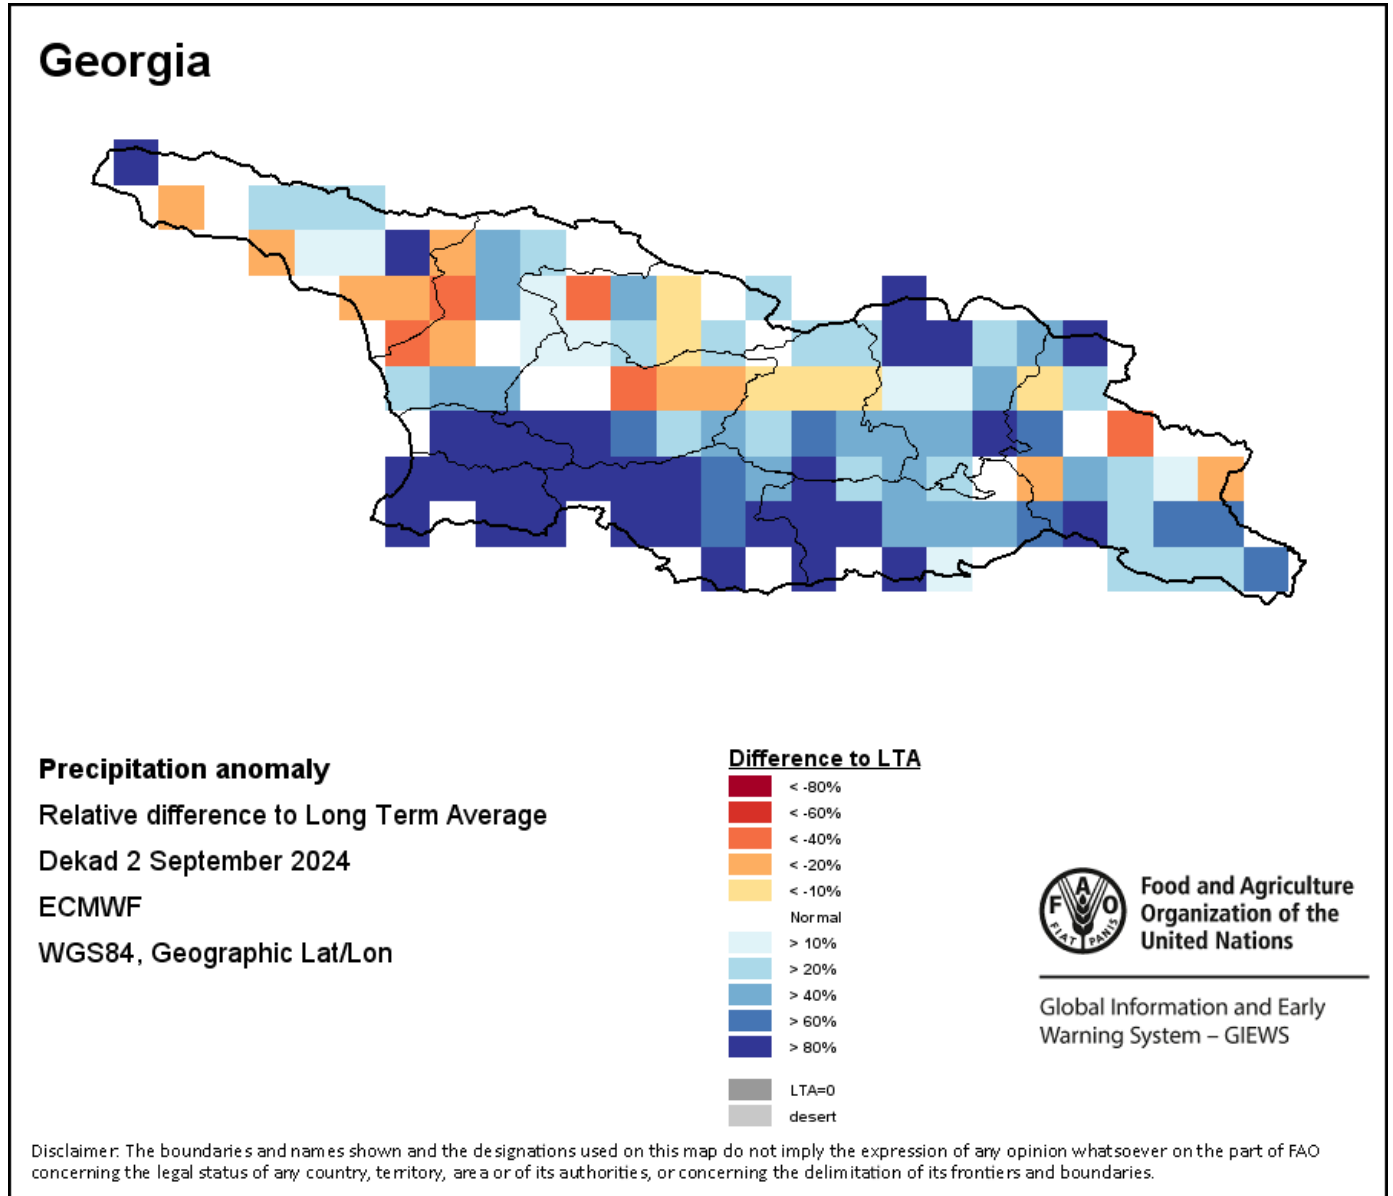 Georgia
Precipitation anomaly
Relative difference to Long Term Average
Dekad 2 September 2024
ECMWF
WGS84, Geographic Lat/Lon
Difference to LTA
< -80%
< -60%
< -40%
< -20%
< -10%
Normal
> 10%
> 20%
> 40%
> 60%
> 80%
LTA=0
desert
F A O
FIAT PANIS
Food and Agriculture
Organization of the
United Nations
Global Information and Early
Warning System – GIEWS
Disclaimer: The boundaries and names shown and the designations used on this map do not imply the expression of any opinion whatsoever on the part of FAO
concerning the legal status of any country, territory, area or of its authorities, or concerning the delimitation of its frontiers and boundaries.